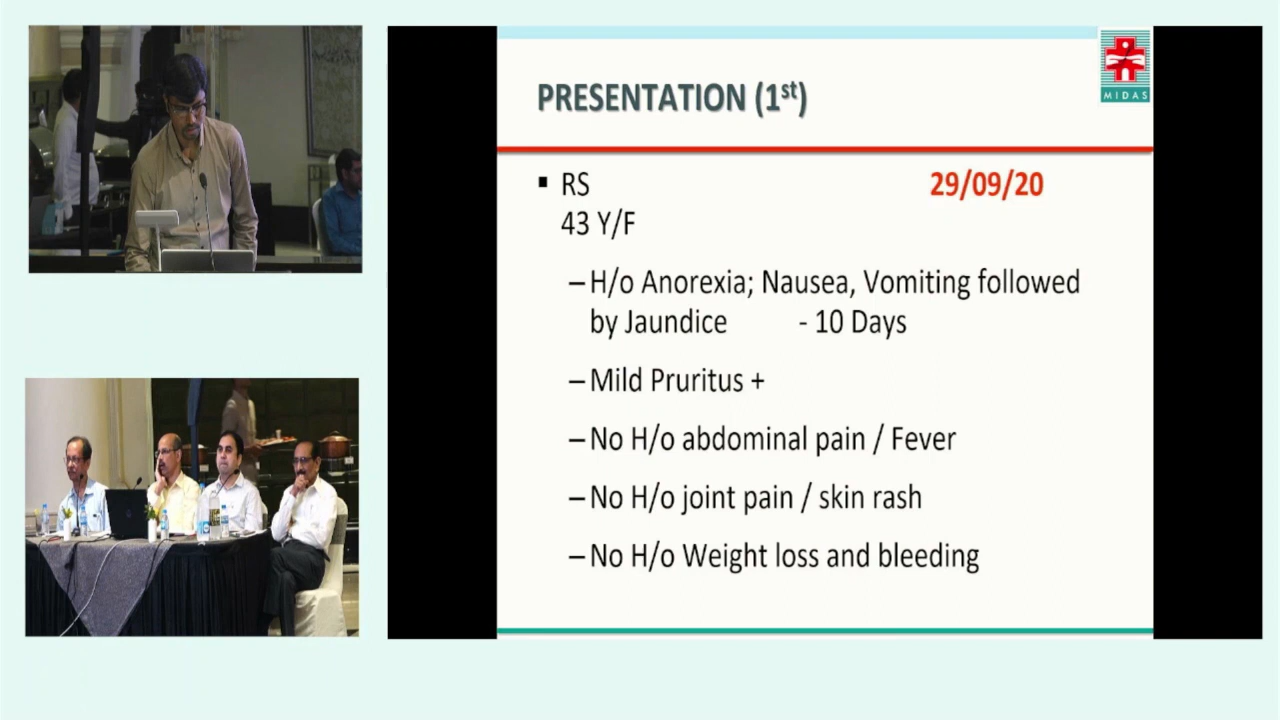 PRESENTATION (1st)
MIDAS
RS 29/09/20
43 Y/F
– H/o Anorexia; Nausea, Vomiting followed
by Jaundice - 10 Days
– Mild Pruritus +
– No H/o abdominal pain / Fever
– No H/o joint pain / skin rash
– No H/o Weight loss and bleeding